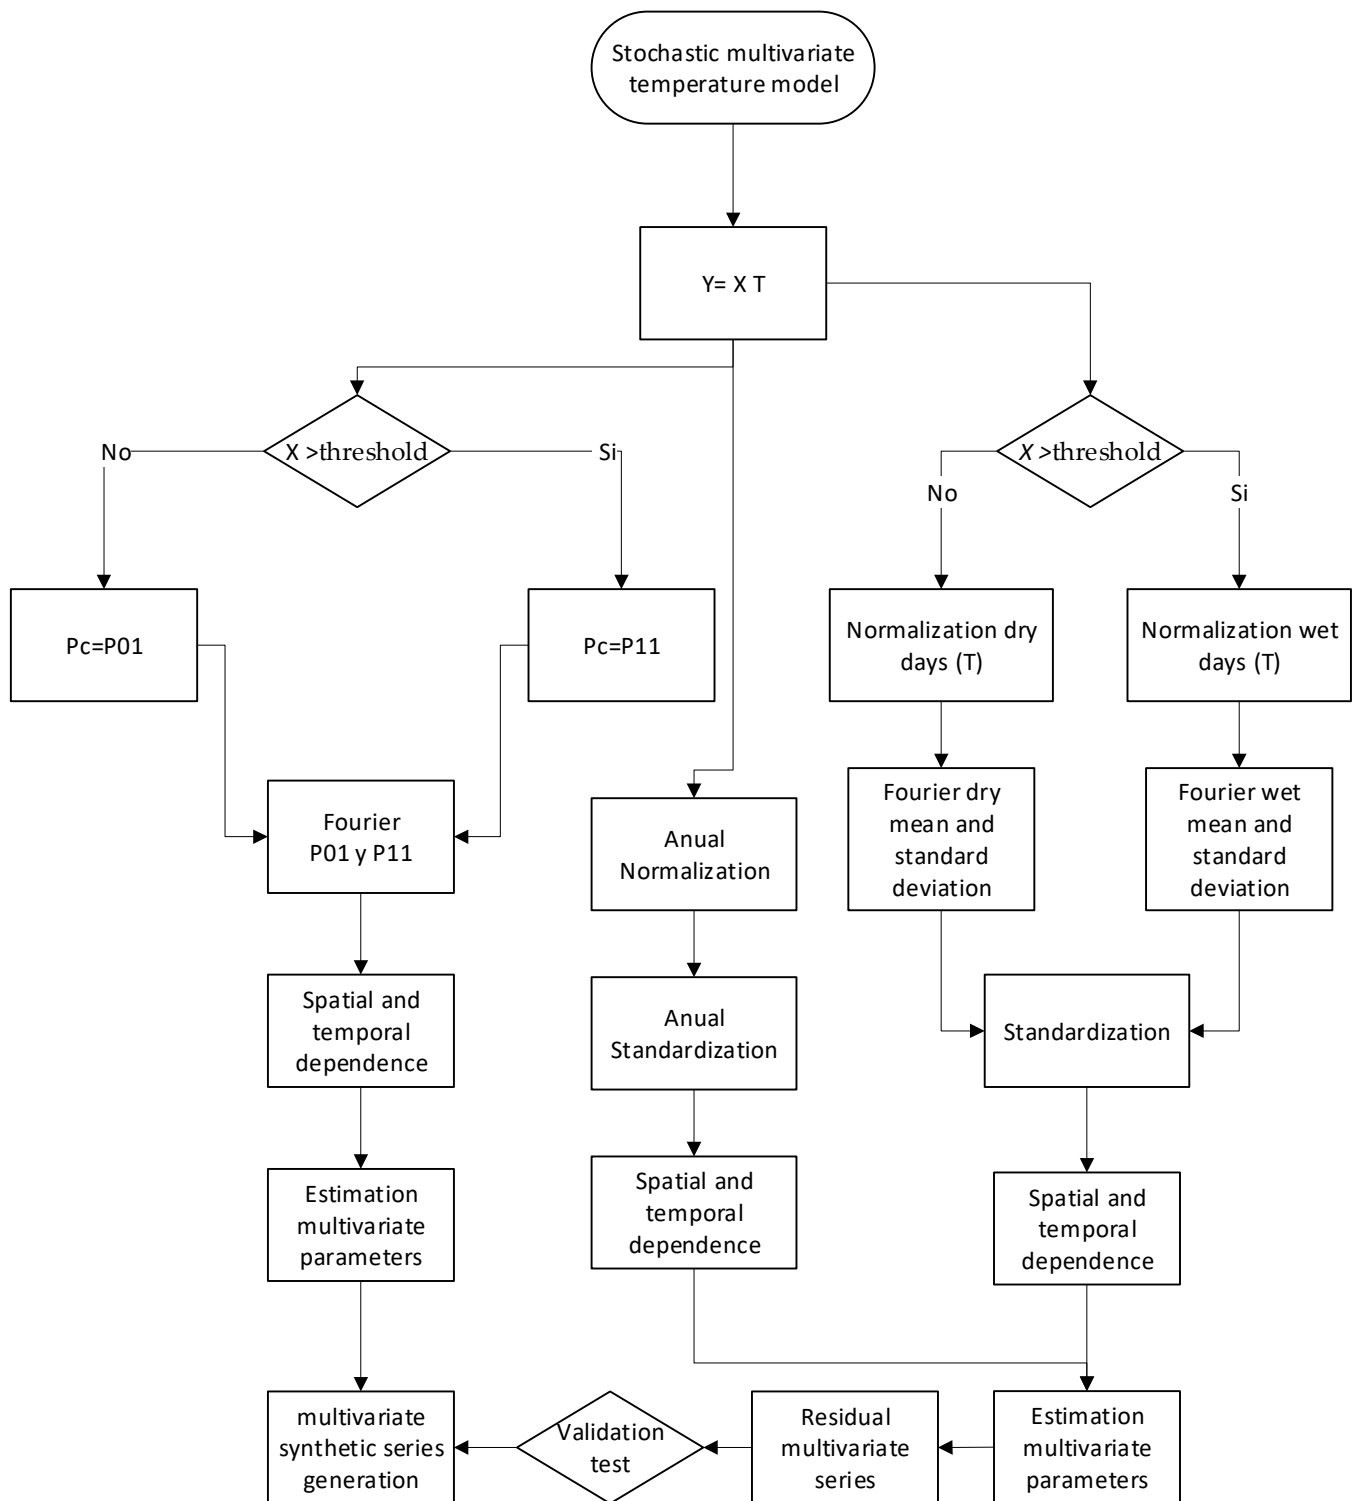 Stochastic multivariate
temperature model
Y= X T
X >threshold
No
Si
X >threshold
No
Si
Pc=P01
Pc=P11
Normalization dry
days (T)
Normalization wet
days (T)
Fourier
P01 y P11
Anual
Normalization
Fourier dry
mean and
standard
deviation
Fourier wet
mean and
standard
deviation
Spatial and
temporal
dependence
Anual
Standardization
Standardization
Estimation
multivariate
parameters
Spatial and
temporal
dependence
Spatial and
temporal
dependence
multivariate
synthetic series
generation
Validation
test
Residual
multivariate
series
Estimation
multivariate
parameters